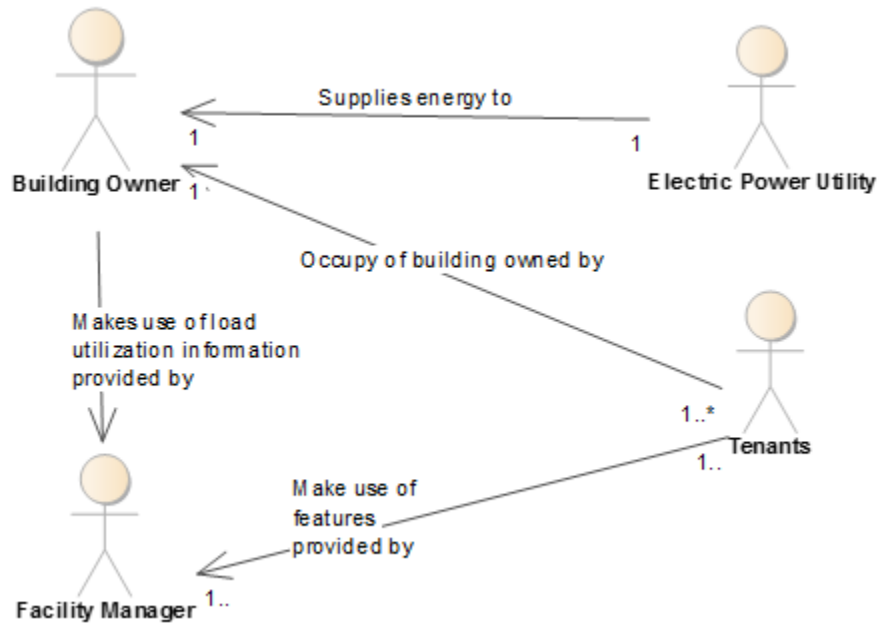 Supplies energy to
1
1
Building Owner
1
Electric Power Utility
Occupy of building owned by
Makes use of load
utilization information
provided by
1..*
Tenants
1..
Make use of
features
provided by
1..
Facility Manager